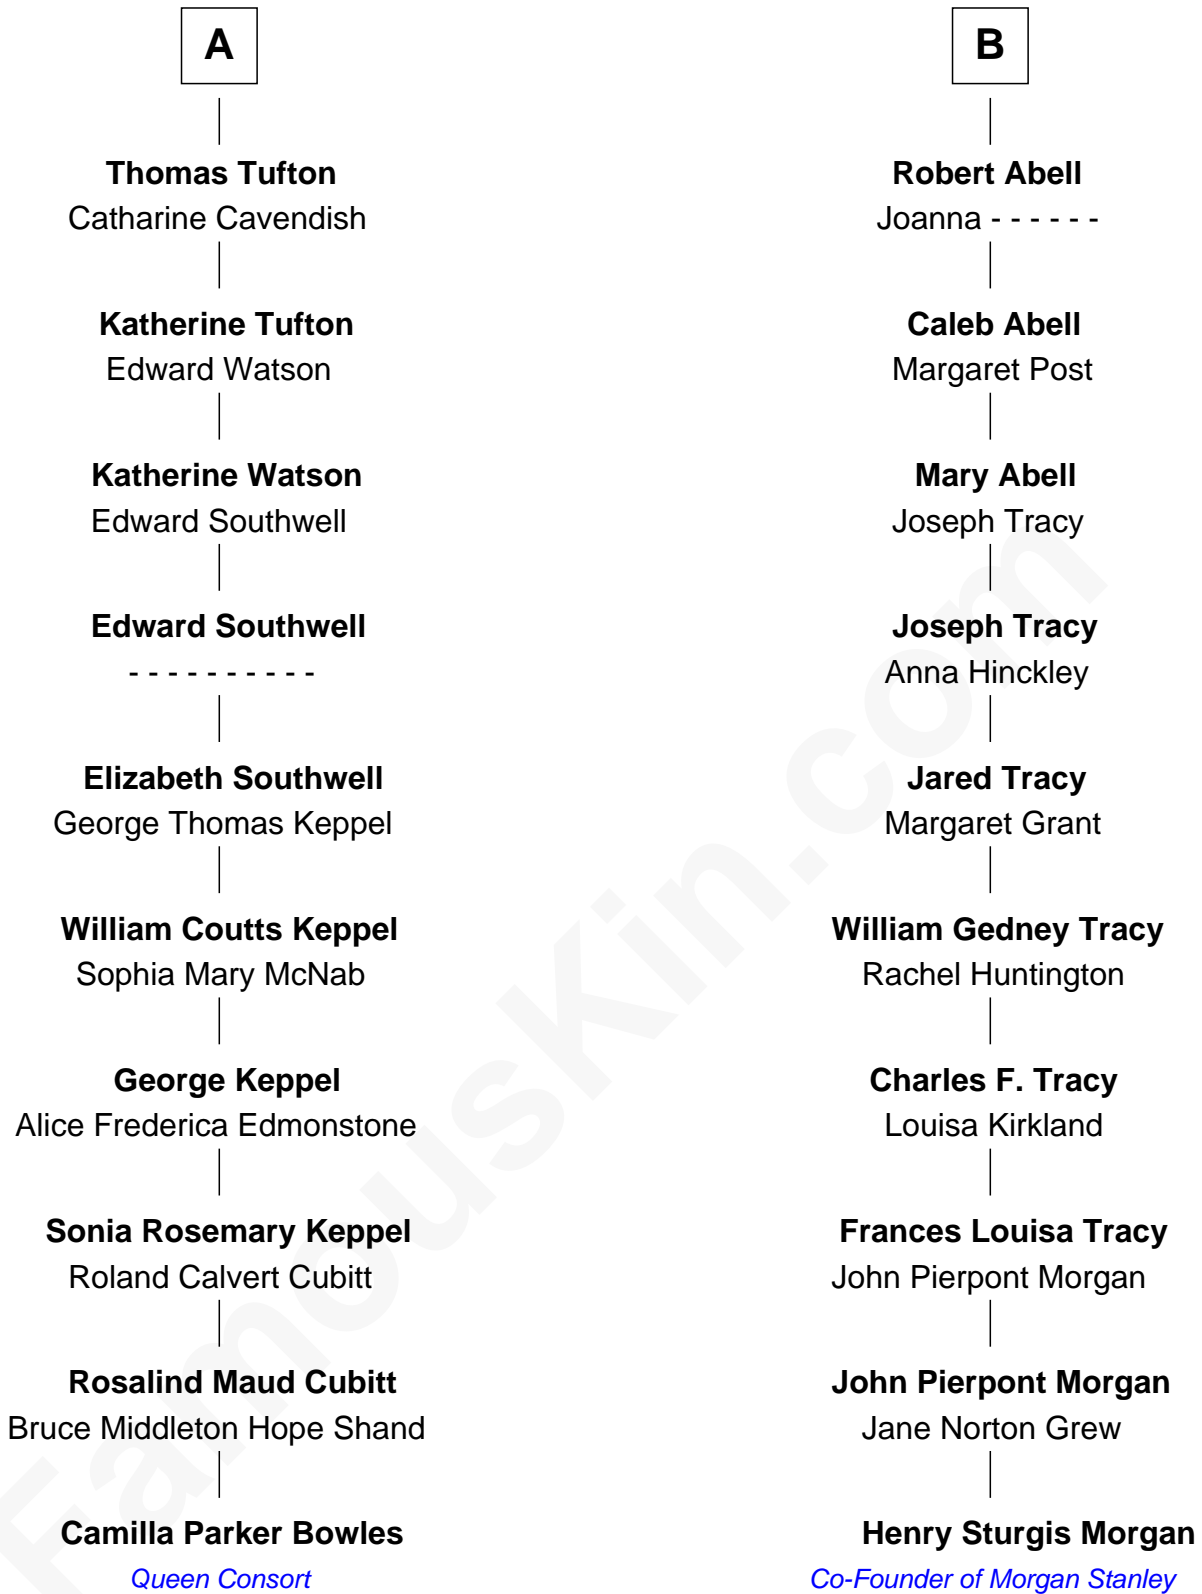 A
Thomas Tufton
Catharine Cavendish
Katherine Tufton
Edward Watson
Katherine Watson
Edward Southwell
Edward Southwell
- - - - - - - - - -
Elizabeth Southwell
George Thomas Keppel
William Coutts Keppel
Sophia Mary McNab
George Keppel
Alice Frederica Edmonstone
Sonia Rosemary Keppel
Roland Calvert Cubitt
Rosalind Maud Cubitt
Bruce Middleton Hope Shand
Camilla Parker Bowles
Queen Consort
B
Robert Abell
Joanna - - - - - -
Caleb Abell
Margaret Post
Mary Abell
Joseph Tracy
Joseph Tracy
Anna Hinckley
Jared Tracy
Margaret Grant
William Gedney Tracy
Rachel Huntington
Charles F. Tracy
Louisa Kirkland
Frances Louisa Tracy
John Pierpont Morgan
John Pierpont Morgan
Jane Norton Grew
Henry Sturgis Morgan
Co-Founder of Morgan Stanley
FamousKin.com